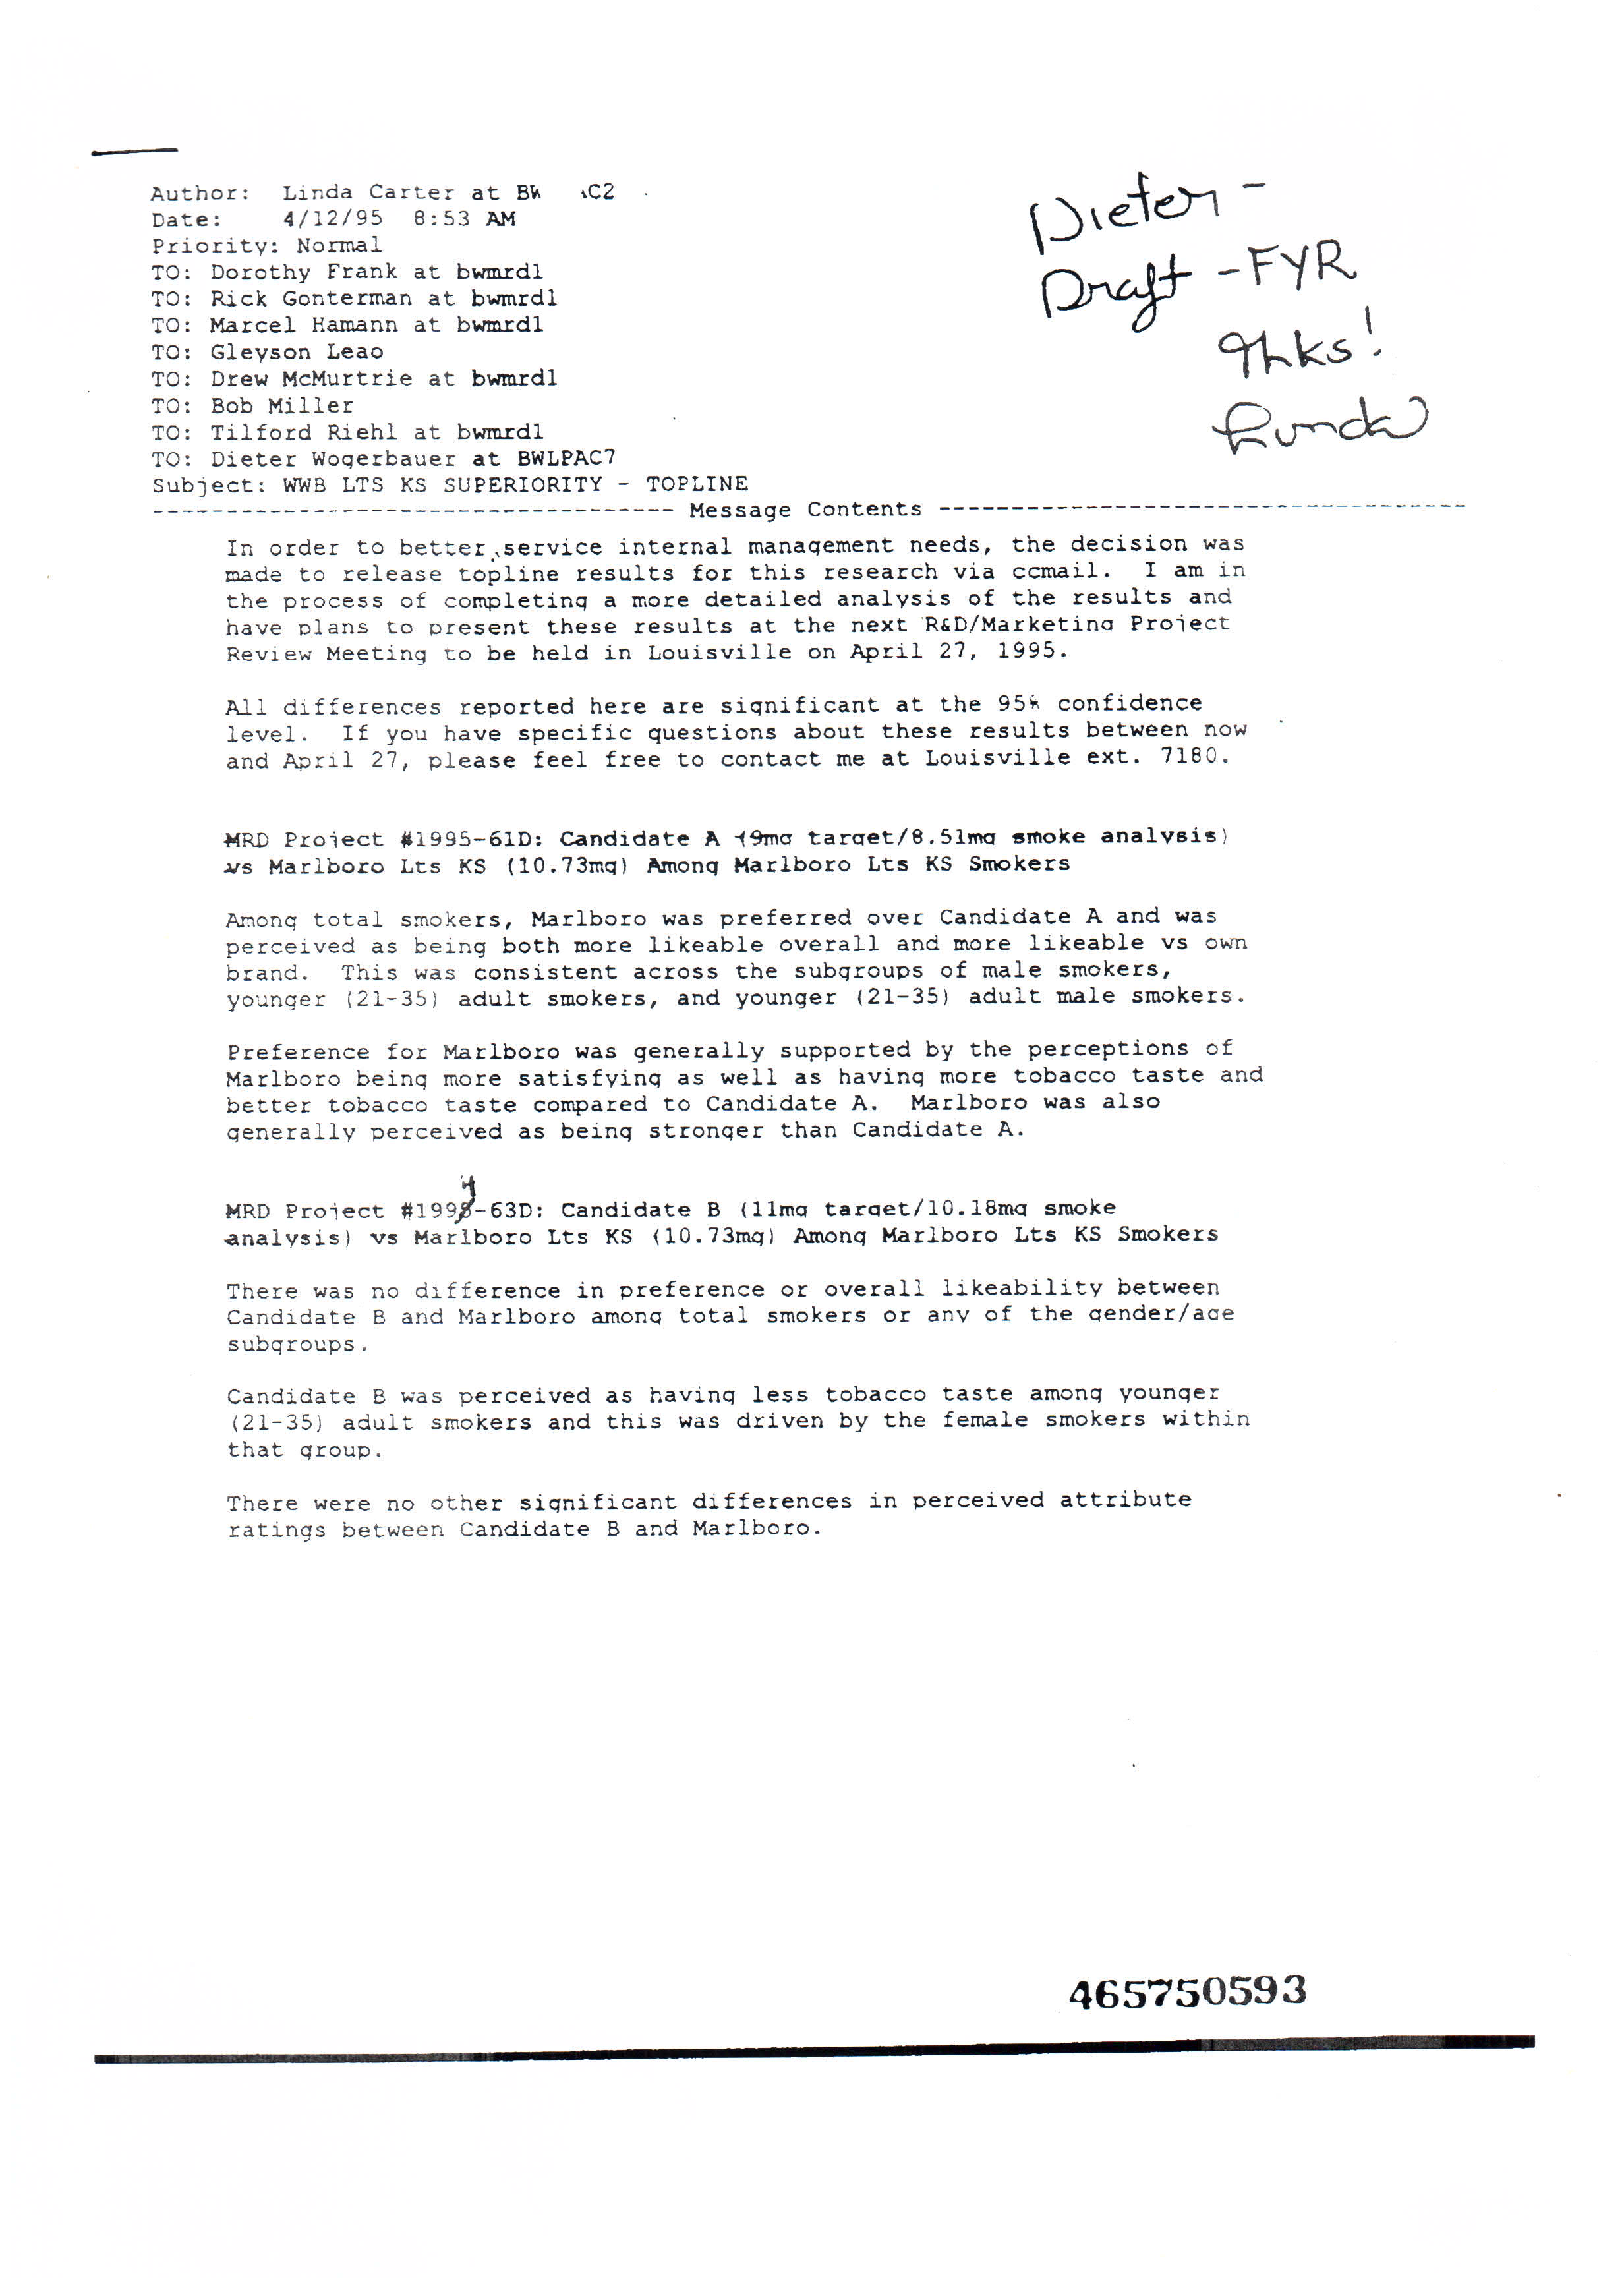 Author: Linda Carter at BW C2
Date: 4/12/95 8:53 AM
Priority: Normal
TO: Dorothy Frank at bwmrd1
TO: Rick Gonterman at bwmrd1
TO: Marcel Hamann at bwmrd1
TO: Gleyson Leao
TO: Drew McMurtrie at bwmrd1
TO: Bob Miller
TO: Tilford Riehl at bwmrd1
TO: Dieter Wogerbauer at BWLPAC7
Subject: WWB LTS KS SUPERIORITY - TOPLINE
Dieter -
Draft - FYR
Thks!
Linda
------------------------------------ Message Contents ------------------------------------
In order to better service internal management needs, the decision was
made to release topline results for this research via ccmail. I am in
the process of completing a more detailed analysis of the results and
have plans to present these results at the next R&D/Marketing Project
Review Meeting to be held in Louisville on April 27, 1995.
All differences reported here are significant at the 95% confidence
level. If you have specific questions about these results between now
and April 27, please feel free to contact me at Louisville ext. 7180.
MRD Project #1995-61D: Candidate A (9mg target/8.51mg smoke analysis)
vs Marlboro Lts KS (10.73mg) Among Marlboro Lts KS Smokers
Among total smokers, Marlboro was preferred over Candidate A and was
perceived as being both more likeable overall and more likeable vs own
brand. This was consistent across the subgroups of male smokers,
younger (21-35) adult smokers, and younger (21-35) adult male smokers.
Preference for Marlboro was generally supported by the perceptions of
Marlboro being more satisfying as well as having more tobacco taste and
better tobacco taste compared to Candidate A. Marlboro was also
generally perceived as being stronger than Candidate A.
MRD Project #1994-63D: Candidate B (11mg target/10.18mg smoke
analysis) vs Marlboro Lts KS (10.73mg) Among Marlboro Lts KS Smokers
There was no difference in preference or overall likeability between
Candidate B and Marlboro among total smokers or any of the gender/age
subgroups.
Candidate B was perceived as having less tobacco taste among younger
(21-35) adult smokers and this was driven by the female smokers within
that group.
There were no other significant differences in perceived attribute
ratings between Candidate B and Marlboro.
465750593